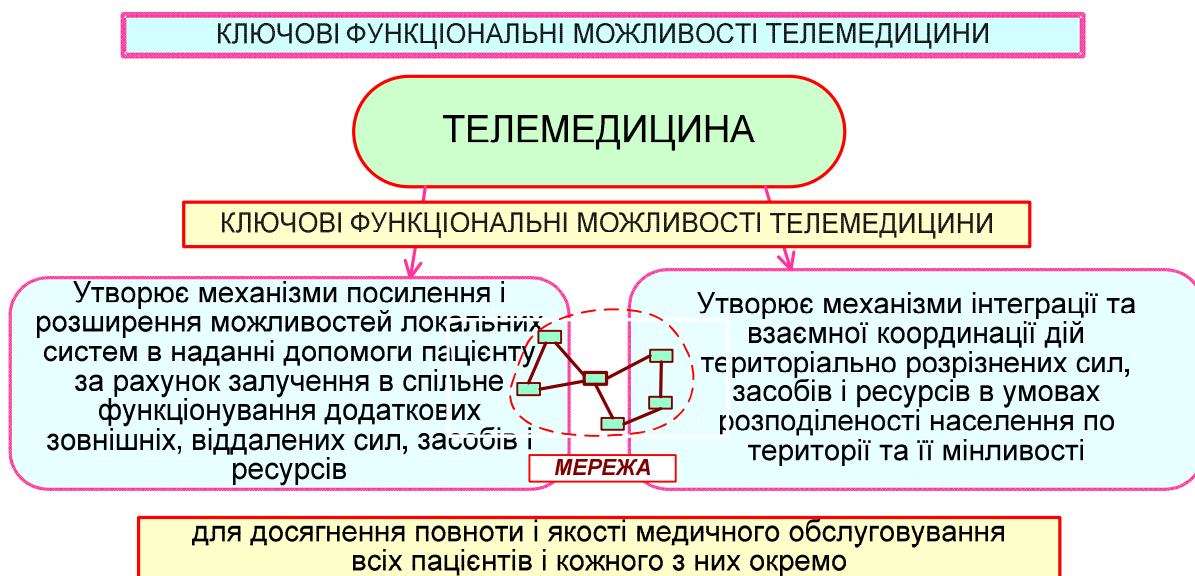 КЛЮЧОВІ ФУНКЦІОНАЛЬНІ МОЖЛИВОСТІ ТЕЛЕМЕДИЦИНИ
ТЕЛЕМЕДИЦИНА
КЛЮЧОВІ ФУНКЦІОНАЛЬНІ МОЖЛИВОСТІ ТЕЛЕМЕДИЦИНИ
Утворює механізми посилення і
розширення можливостей локальних
систем в наданні допомоги пацієнту
за рахунок залучення в спільне
функціонування додаткових
зовнішніх, віддалених сил, засобів і
ресурсів
Утворює механізми інтеграції та
взаємної координації дій
територіально розрізнених сил,
засобів і ресурсів в умовах
розподіленості населення по
території та її мінливості
МЕРЕЖА
для досягнення повноти і якості медичного обслуговування
всіх пацієнтів і кожного з них окремо